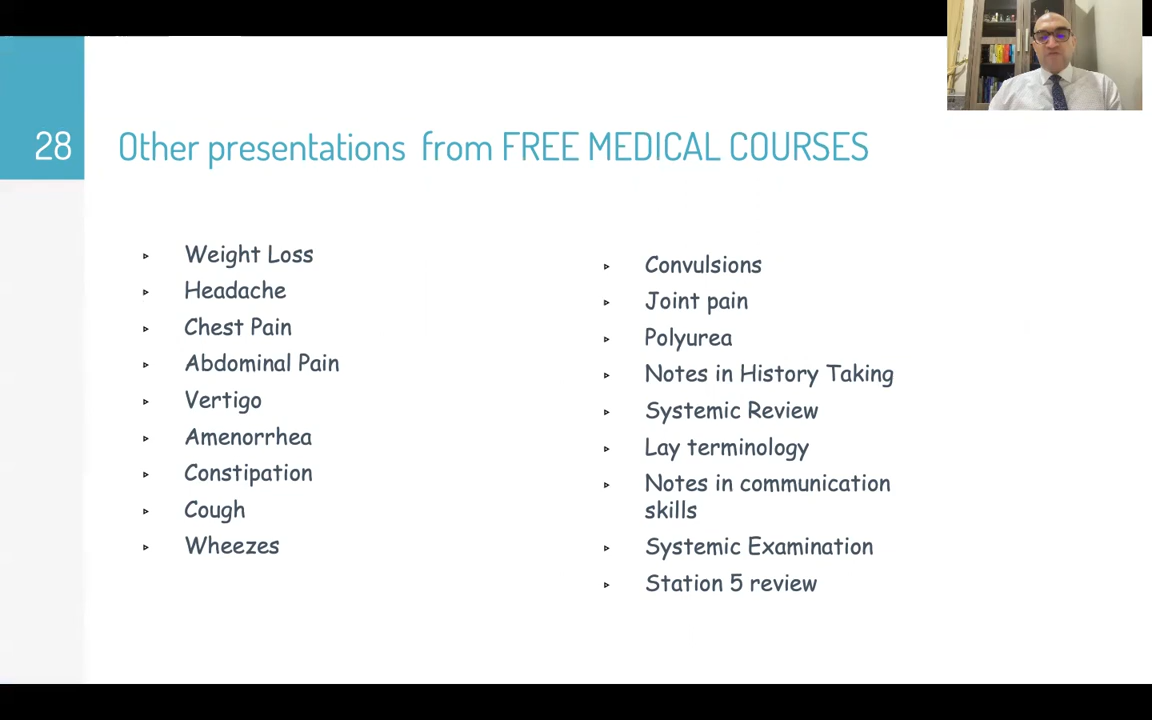 28
Other presentations from FREE MEDICAL COURSES
Weight Loss
Headache
Chest Pain
Abdominal Pain
Vertigo
Amenorrhea
Constipation
Cough
Wheezes
Convulsions
Joint pain
Polyurea
Notes in History Taking
Systemic Review
Lay terminology
Notes in communication
skills
Systemic Examination
Station 5 review